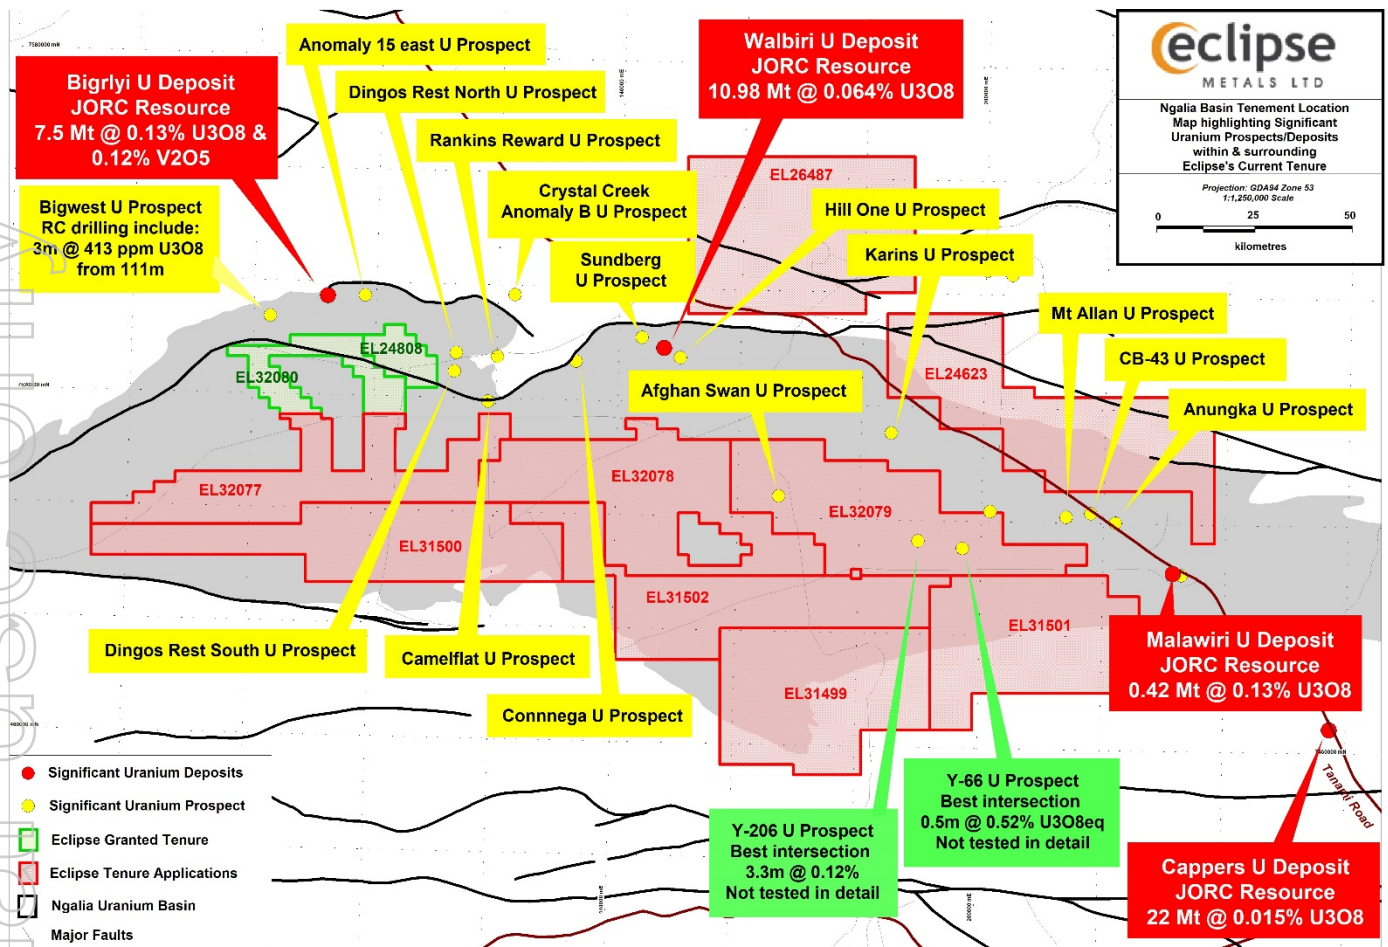 7580000 mN
Anomaly 15 east U Prospect
Bigrlyi U Deposit
JORC Resource
7.5 Mt @ 0.13% U3O8 &
0.12% V2O5
Dingos Rest North U Prospect
Rankins Reward U Prospect
Walbiri U Deposit
JORC Resource
10.98 Mt @ 0.064% U3O8
eclipse
METALS LTD
Ngalia Basin Tenement Location
Map highlighting Significant
Uranium Prospects/Deposits
within & surrounding
Eclipse's Current Tenure
Projection: GDA94 Zone 53
1:1,250,000 Scale
0 25 50
kilometres
Bigwest U Prospect
RC drilling include:
3m @ 413 ppm U3O8
from 111m
Crystal Creek
Anomaly B U Prospect
Sundberg
U Prospect
EL26487
Hill One U Prospect
Karins U Prospect
Mt Allan U Prospect
CB-43 U Prospect
Anungka U Prospect
EL24808
EL32080
7520000 mN
Afghan Swan U Prospect
EL24623
EL32077
EL32078
EL32079
EL31500
EL31502
EL31501
EL31499
Dingos Rest South U Prospect
Camelflat U Prospect
Connnega U Prospect
Malawiri U Deposit
JORC Resource
0.42 Mt @ 0.13% U3O8
Y-206 U Prospect
Best intersection
3.3m @ 0.12%
Not tested in detail
Y-66 U Prospect
Best intersection
0.5m @ 0.52% U3O8eq
Not tested in detail
Tanami Road
Cappers U Deposit
JORC Resource
22 Mt @ 0.015% U3O8
Significant Uranium Deposits
Significant Uranium Prospect
Eclipse Granted Tenure
Eclipse Tenure Applications
Ngalia Uranium Basin
Major Faults